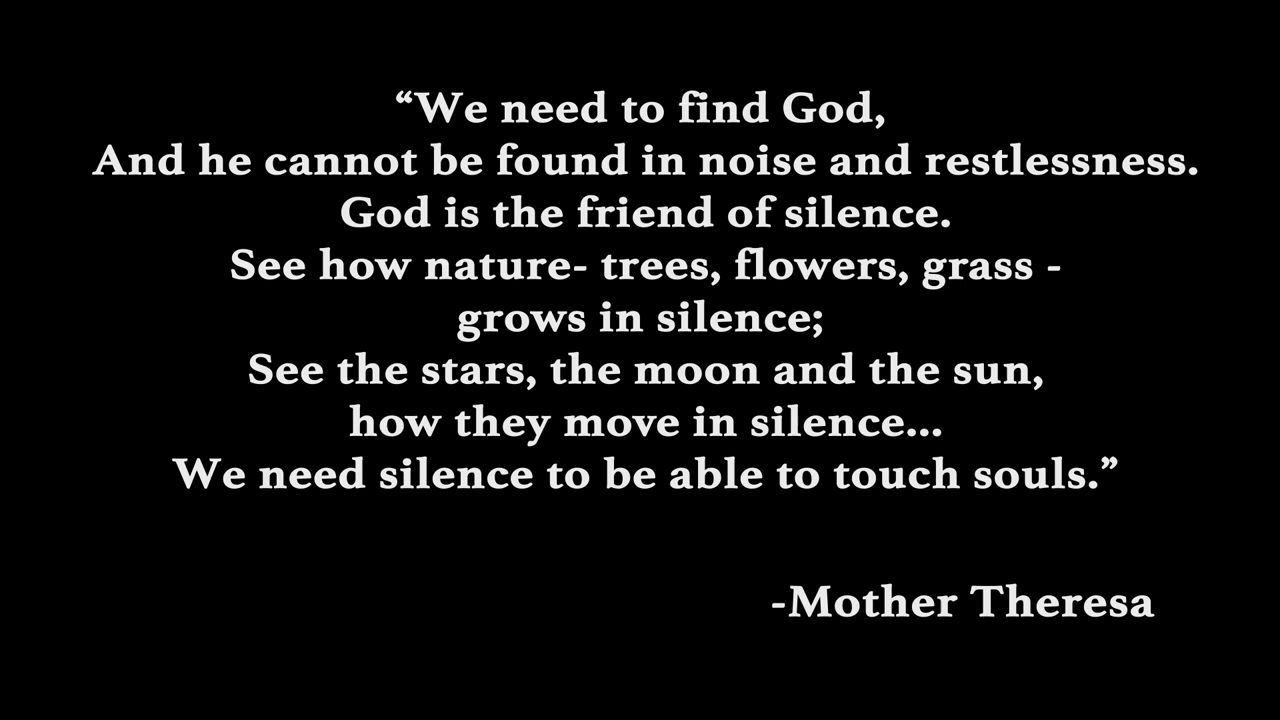 “We need to find God,
And he cannot be found in noise and restlessness.
God is the friend of silence.
See how nature- trees, flowers, grass -
grows in silence;
See the stars, the moon and the sun,
how they move in silence...
We need silence to be able to touch souls.”
-Mother Theresa